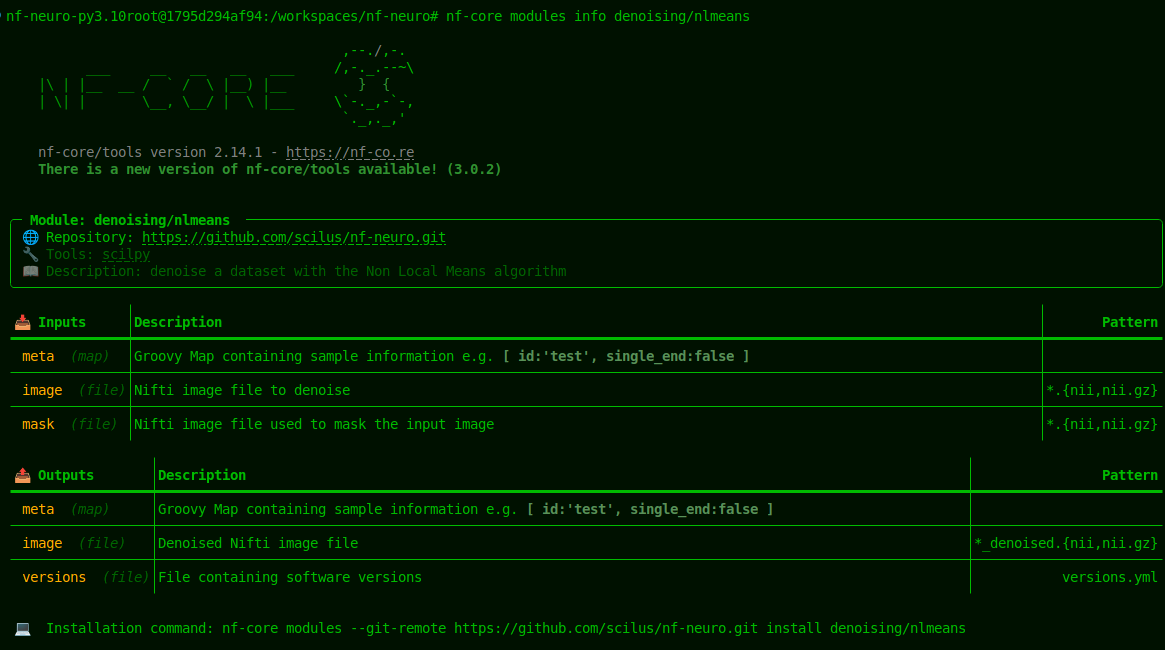 nf-neuro-py3.10root@1795d294af94:/workspaces/nf-neuro# nf-core modules info denoising/nlmeans
NF-CORE
nf-core/tools version 2.14.1 - https://nf-co.re
There is a new version of nf-core/tools available! (3.0.2)
Module: denoising/nlmeans
🌐 Repository: https://github.com/scilus/nf-neuro.git
🔧 Tools: scilpy
📖 Description: denoise a dataset with the Non Local Means algorithm
📥 Inputs Description Pattern
meta (map) Groovy Map containing sample information e.g. [ id:'test', single_end:false ]
image (file) Nifti image file to denoise *.{nii,nii.gz}
mask (file) Nifti image file used to mask the input image *.{nii,nii.gz}
📤 Outputs Description Pattern
meta (map) Groovy Map containing sample information e.g. [ id:'test', single_end:false ]
image (file) Denoised Nifti image file *_denoised.{nii,nii.gz}
versions (file) File containing software versions versions.yml
💻 Installation command: nf-core modules --git-remote https://github.com/scilus/nf-neuro.git install denoising/nlmeans